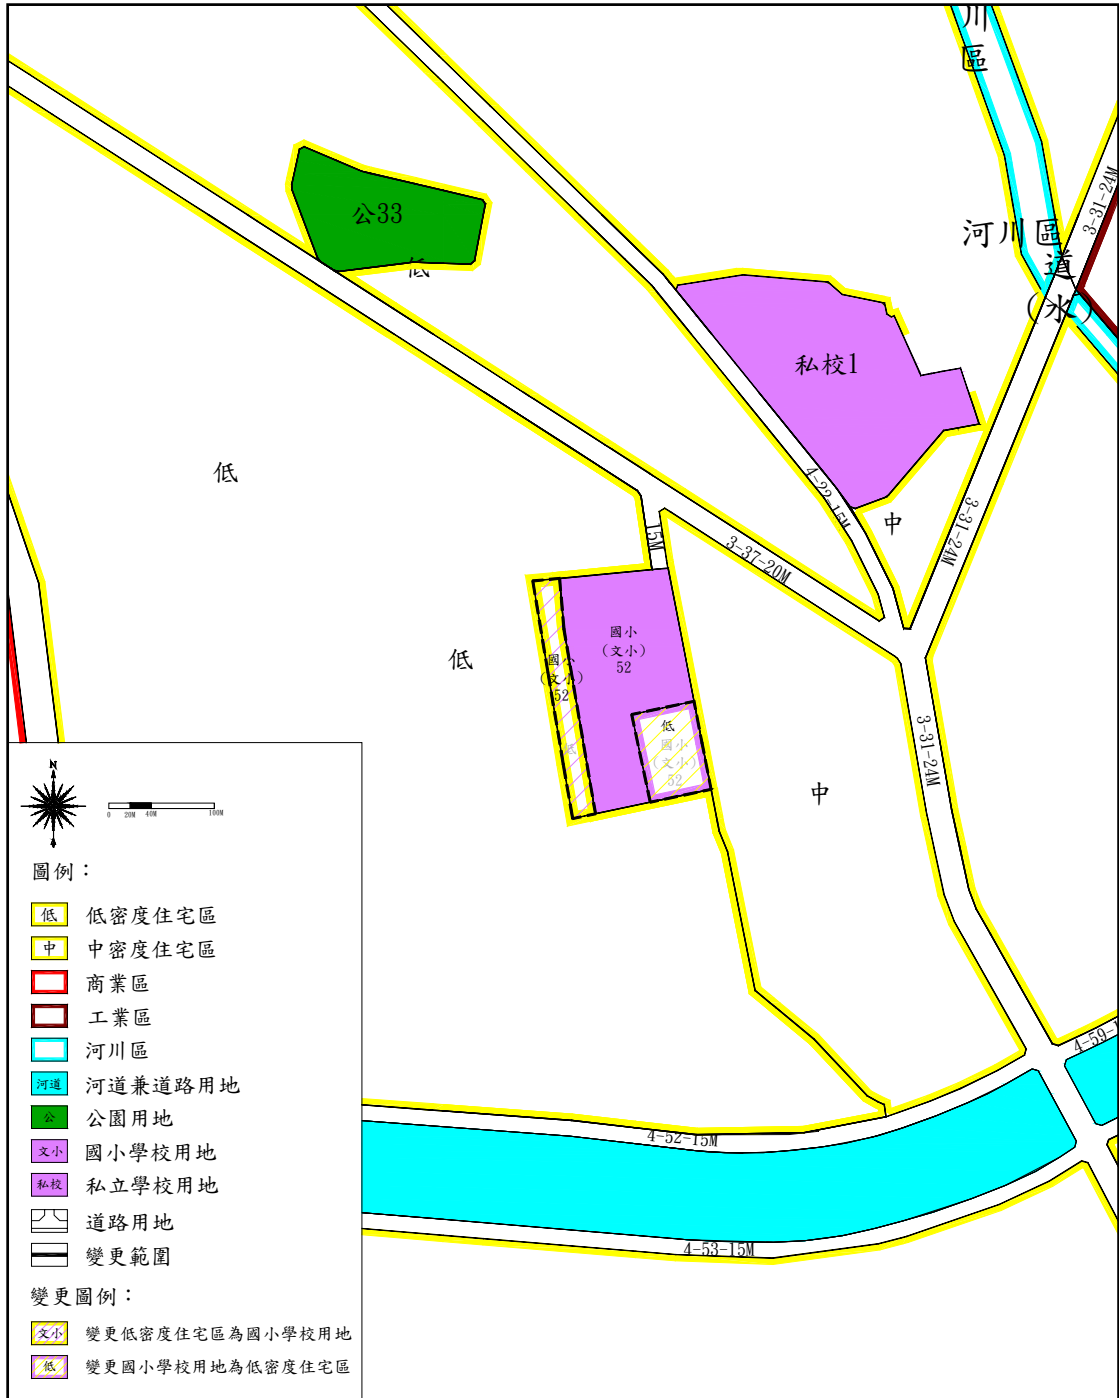 川
區
3-31-24M
公33
河川區
道
(水)
低
私校1
低
4-22-15M
中
3-31-24M
15M
3-37-20M
國小
(文小)
52
低
國小
(文小)
52
低
低
國小
(文小)
52
3-31-24M
中
N
0 20M 40M 100M
圖例：
低 低密度住宅區
中 中密度住宅區
商業區
工業區
河川區
河道 河道兼道路用地
公 公園用地
文小 國小學校用地
私校 私立學校用地
道路用地
變更範圍
變更圖例：
文小 變更低密度住宅區為國小學校用地
低 變更國小學校用地為低密度住宅區
4-59-1
4-52-15M
4-53-15M